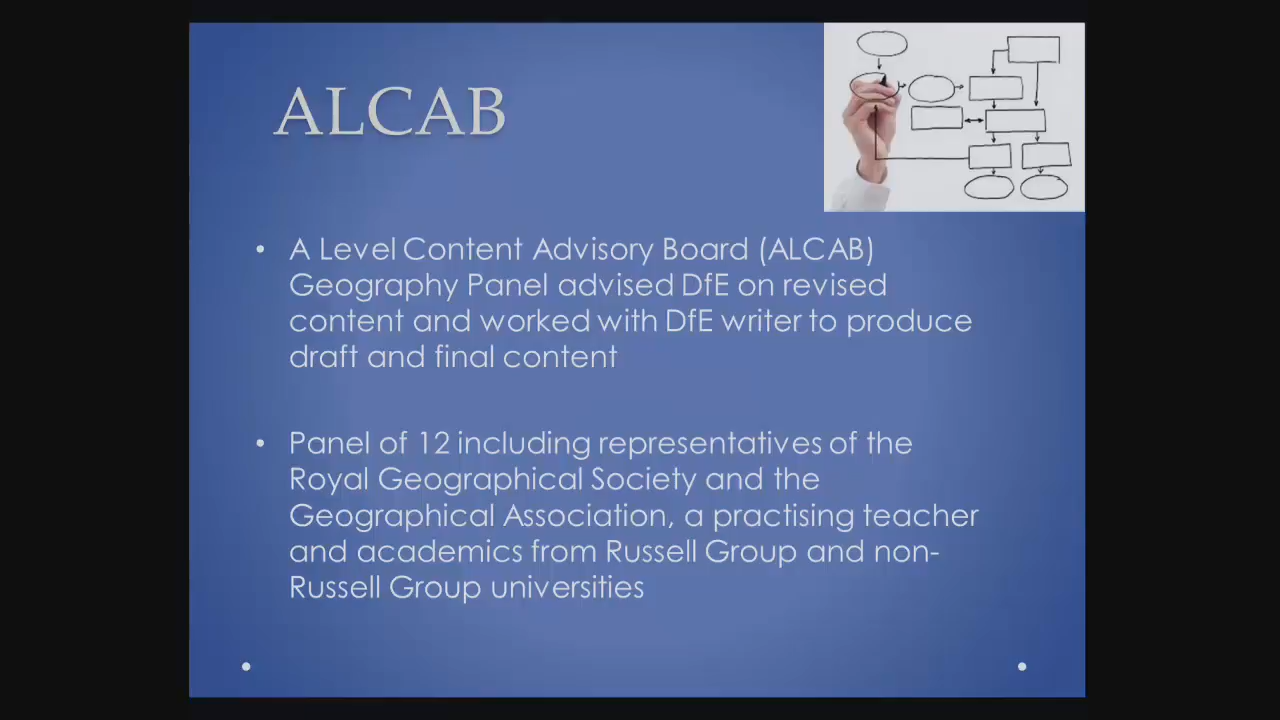 ALCAB
• A Level Content Advisory Board (ALCAB)
Geography Panel advised DfE on revised
content and worked with DfE writer to produce
draft and final content
• Panel of 12 including representatives of the
Royal Geographical Society and the
Geographical Association, a practising teacher
and academics from Russell Group and non-
Russell Group universities